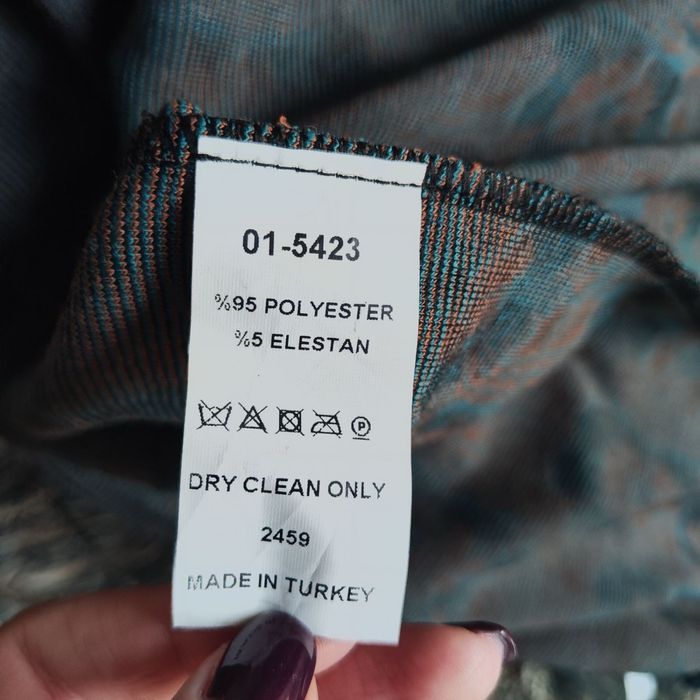 01-5423
%95 POLYESTER
%5 ELESTAN
P
DRY CLEAN ONLY
2459
MADE IN TURKEY